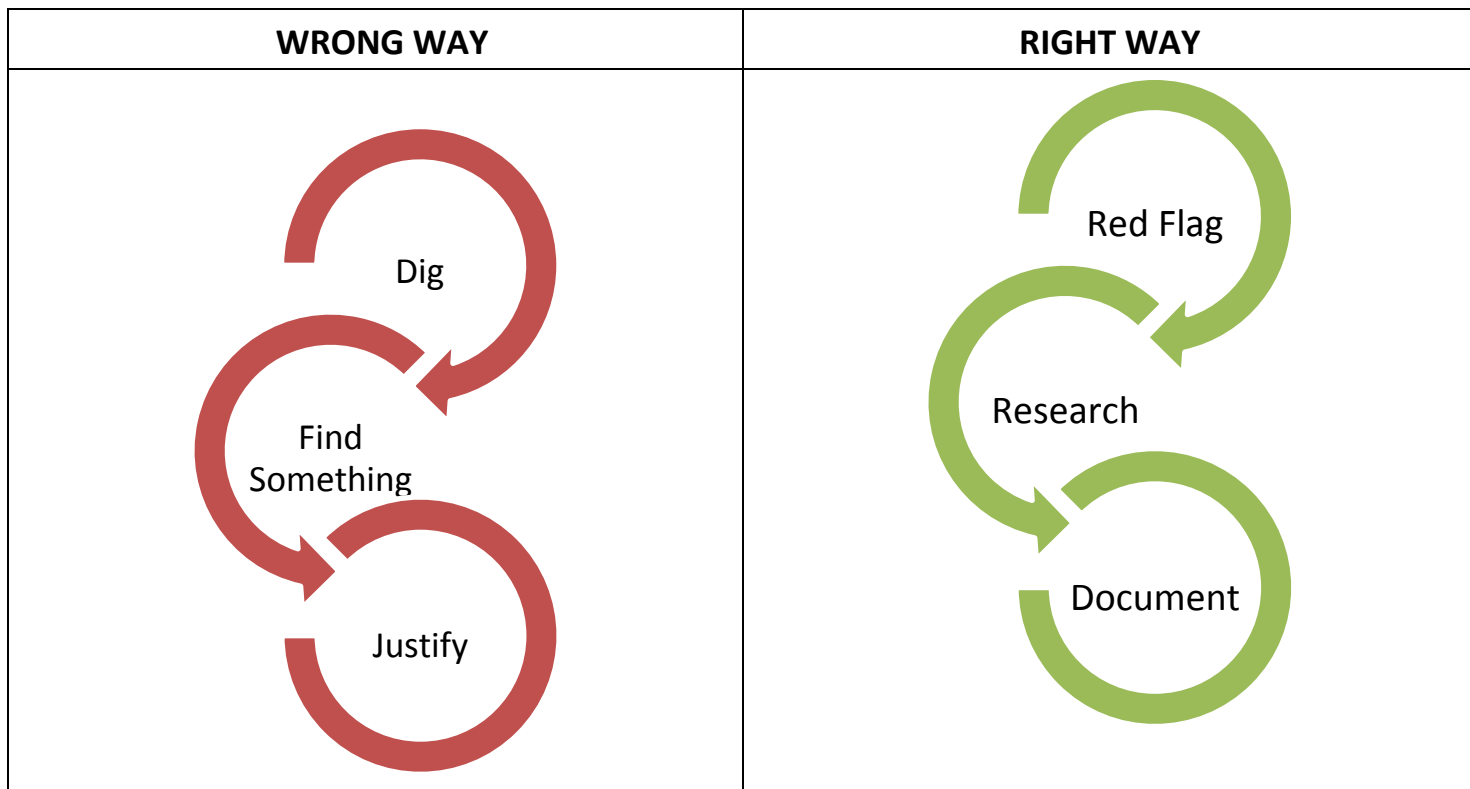 WRONG WAY
RIGHT WAY
Dig
Find
Something
Justify
Red Flag
Research
Document